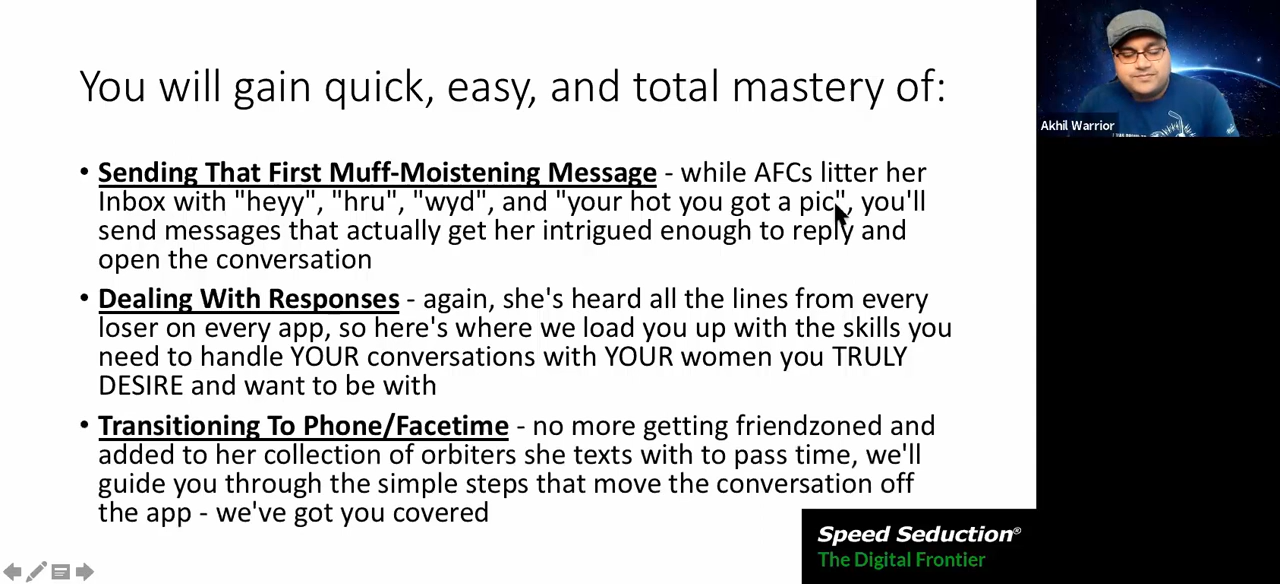 You will gain quick, easy, and total mastery of:
• Sending That First Muff-Moistening Message - while AFCs litter her
Inbox with "heyy", "hru", "wyd", and "your hot you got a pic", you'll
send messages that actually get her intrigued enough to reply and
open the conversation
• Dealing With Responses - again, she's heard all the lines from every
loser on every app, so here's where we load you up with the skills you
need to handle YOUR conversations with YOUR women you TRULY
DESIRE and want to be with
• Transitioning To Phone/Facetime - no more getting friendzoned and
added to her collection of orbiters she texts with to pass time, we'll
guide you through the simple steps that move the conversation off
the app - we've got you covered
Akhil Warrior
Speed Seduction®
The Digital Frontier